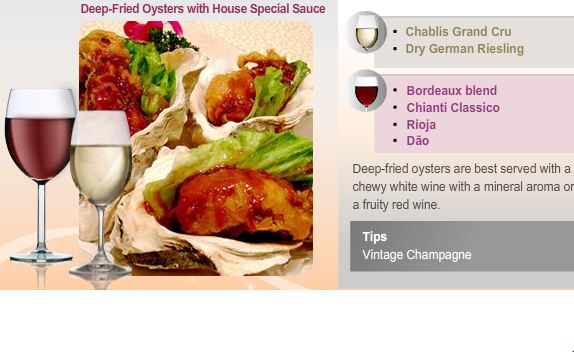 Deep-Fried Oysters with House Special Sauce
• Chablis Grand Cru
• Dry German Riesling
• Bordeaux blend
• Chianti Classico
• Rioja
• Dão
Deep-fried oysters are best served with a
chewy white wine with a mineral aroma or
a fruity red wine.
Tips
Vintage Champagne